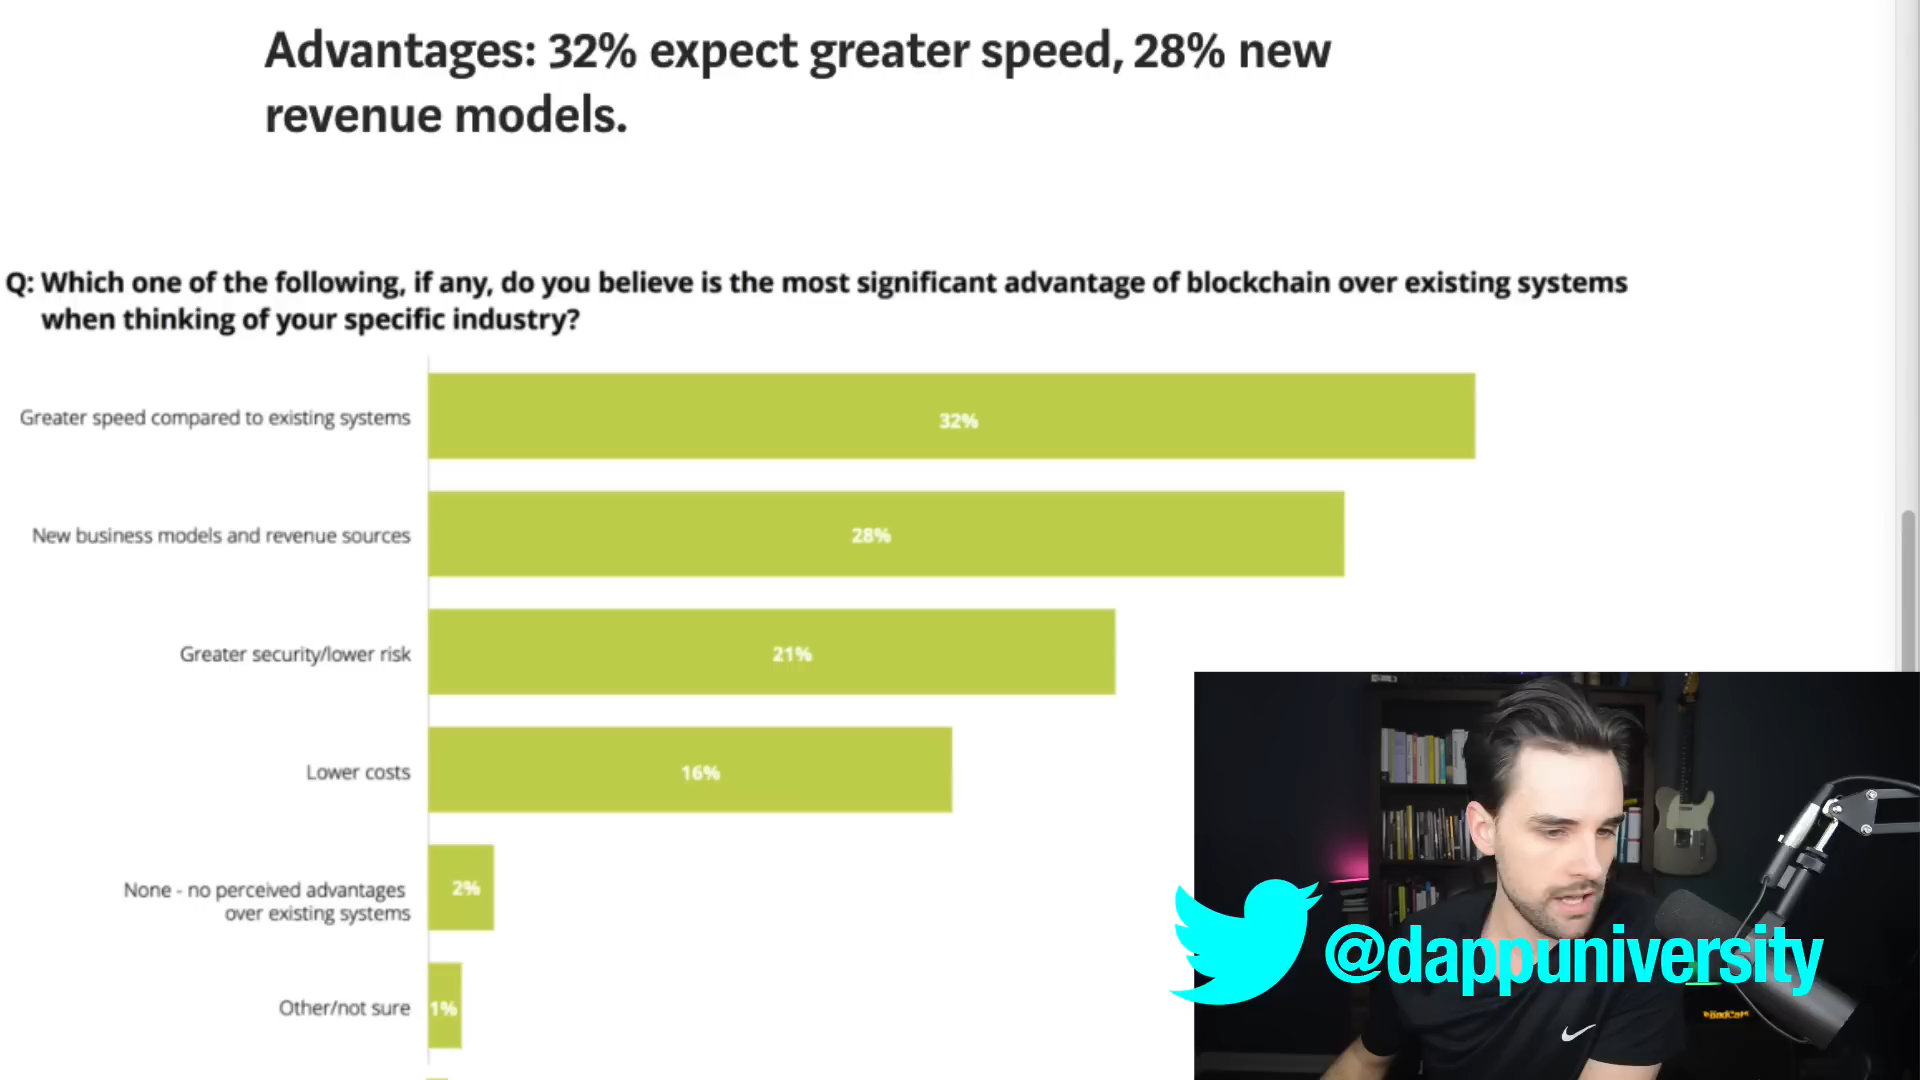 Advantages: 32% expect greater speed, 28% new
revenue models.
Q: Which one of the following, if any, do you believe is the most significant advantage of blockchain over existing systems
when thinking of your specific industry?
Greater speed compared to existing systems
32%
New business models and revenue sources
28%
Greater security/lower risk
21%
Lower costs
16%
None - no perceived advantages
over existing systems
2%
Other/not sure
1%
@dappuniversity